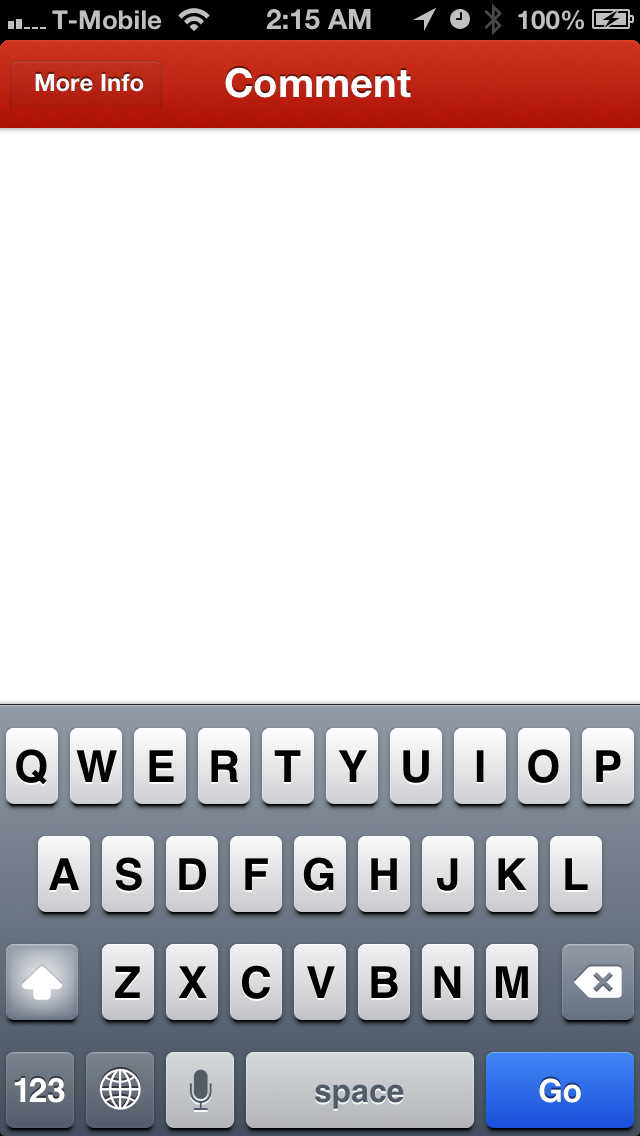 T-Mobile 2:15 AM 100%
More Info Comment
Q W E R T Y U I O P
A S D F G H J K L
Z X C V B N M
123 space Go